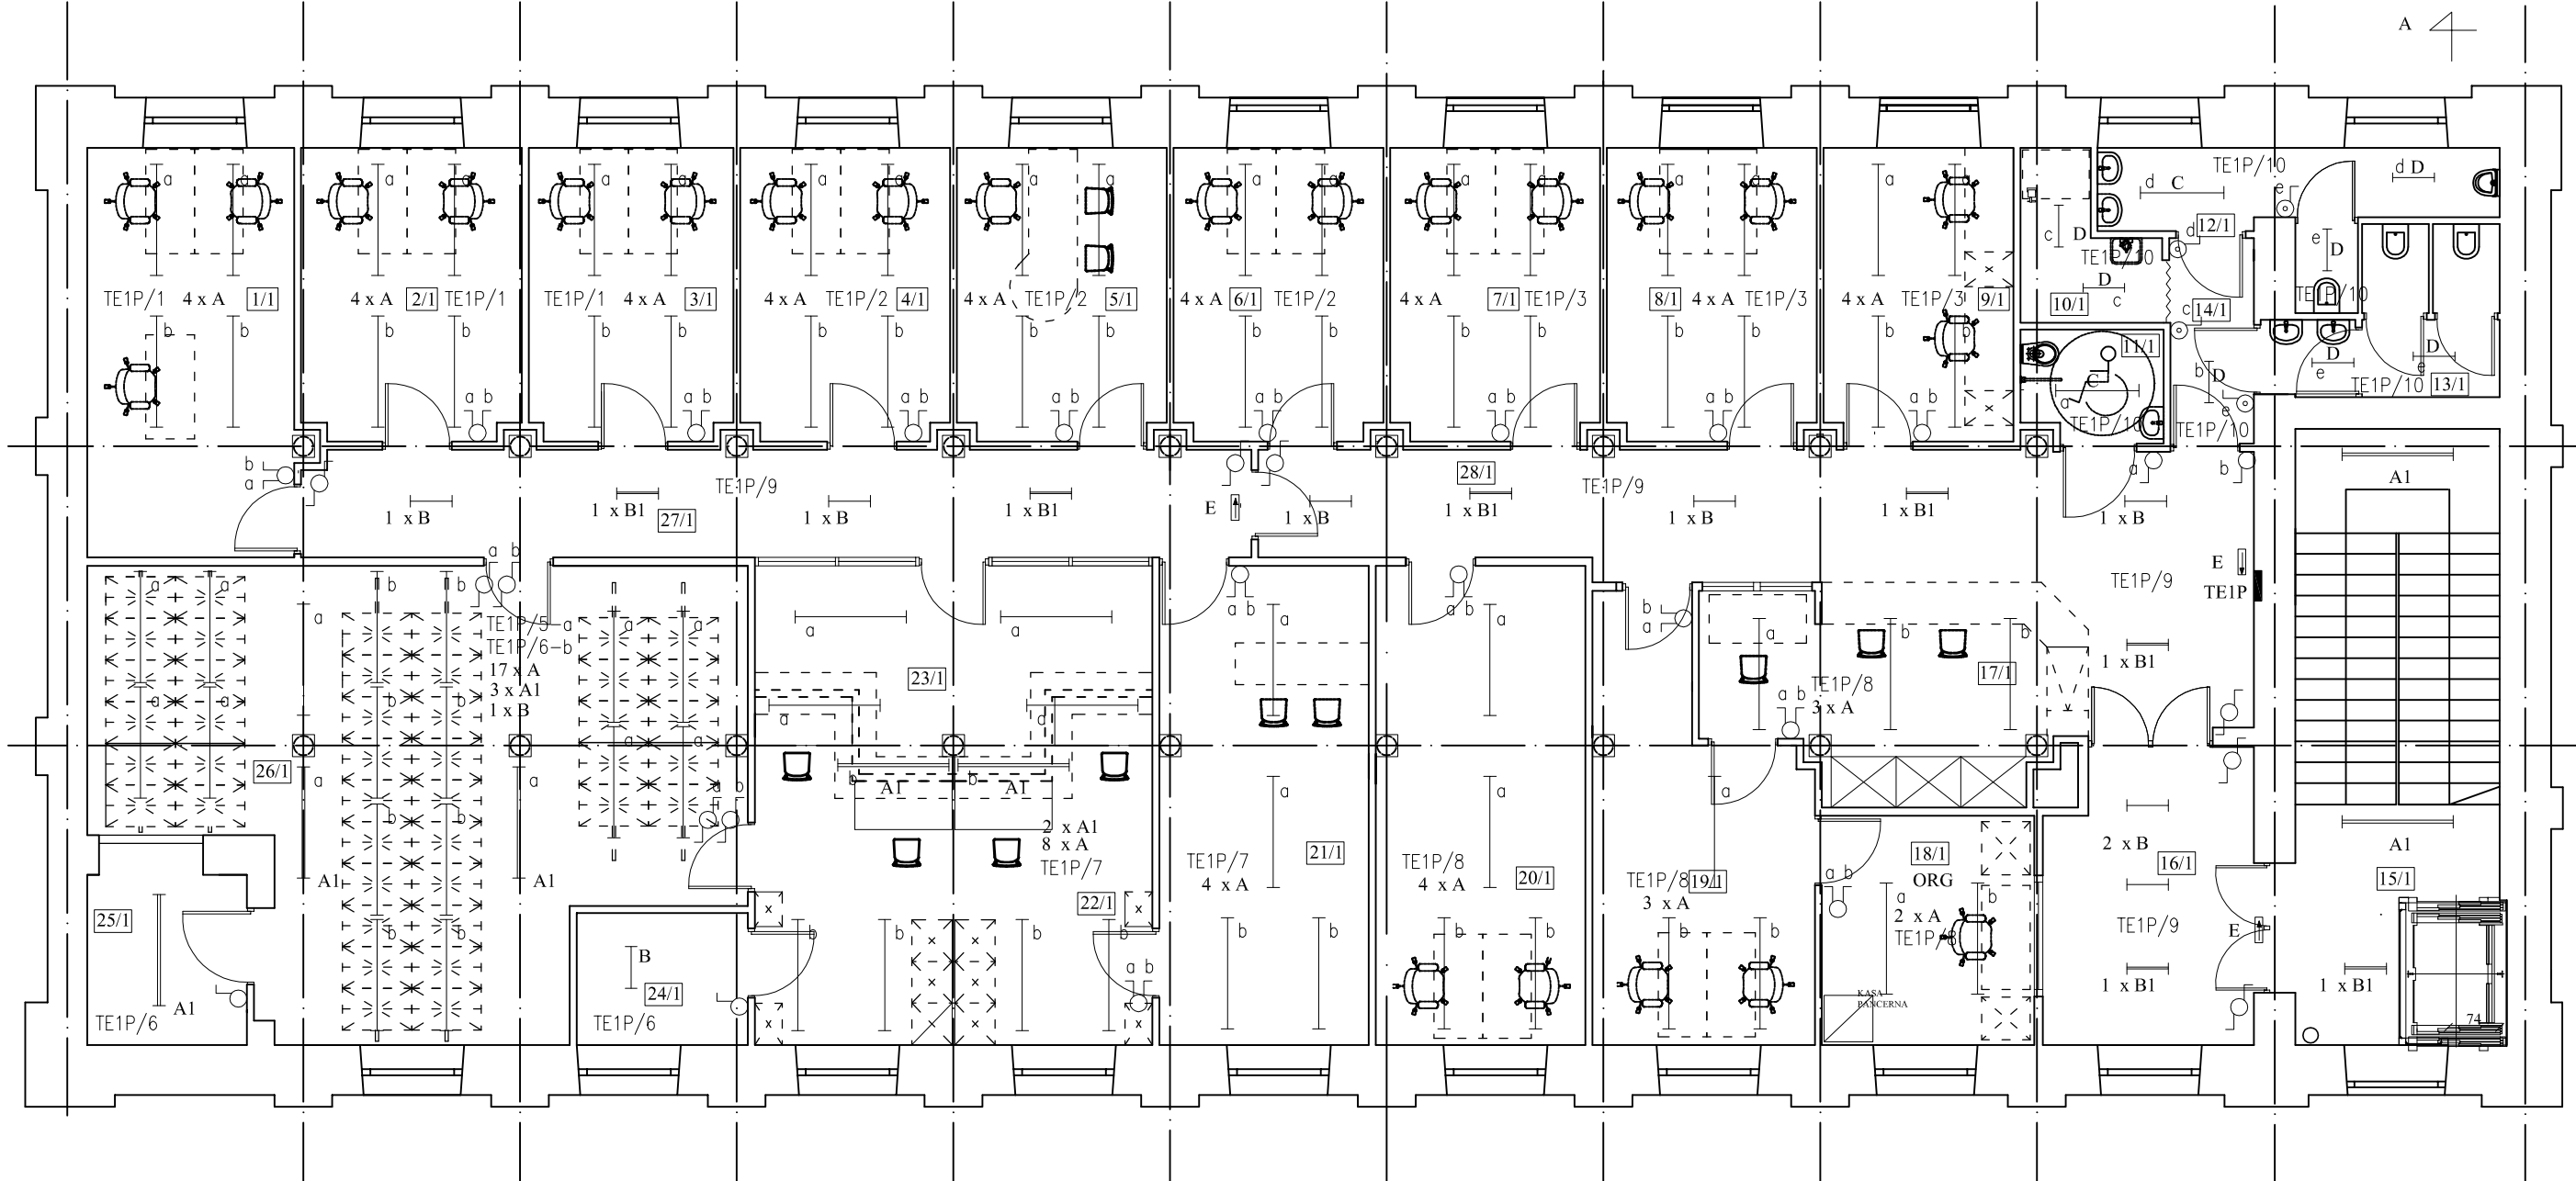 A
a a a a a a a a a a a a a a a a a
TE1P/10
d C
d D
e
d 12/1
c D
TE1P/10
e D
TE1P/1 4 x A 1/1
4 x A 2/1 TE1P/1
TE1P/1 4 x A 3/1
4 x A TE1P/2 4/1
4 x A TE1P/2 5/1
4 x A 6/1 TE1P/2
4 x A 7/1 TE1P/3
8/1 4 x A TE1P/3
4 x A TE1P/3 9/1
D
10/1 c
14/1
c
TE1P/10
b b b b b b b b b b b b b b b b b b
11/1
C
a
TE1P/10
b D
e
TE1P/10
D
e
D
e
TE1P/10 13/1
a b a b a b a b a b a b a b a b
b
a
TE1P/9
28/1
TE1P/9
a b
A1
1 x B
1 x B1
27/1
1 x B
1 x B1
E
1 x B
1 x B1
1 x B
1 x B1
1 x B
a b
a a b b
TE1P/5-a
TE1P/6-b
17 x A
3 x A1
1 x B
a a
a a b b a a
26/1
a a
b b
b b
A1 A1
a b
a a
23/1
a a
b b
A1 A1
2 x A1
8 x A
TE1P/7
22/1
b b b b
a b
a b
a
a
TE1P/7
4 x A
21/1
b b
a b
a
a
TE1P/8
4 x A
20/1
b b
b
a
a
TE1P/8
3 x A
19/1
b b
a b b
17/1
a b
TE1P/8
3 x A
TE1P/9
E
TE1P
1 x B1
18/1
ORG
a b
a b
2 x A
TE1P/8
KASA
PANCERNA
2 x B
16/1
TE1P/9
1 x B1
E
A1
15/1
1 x B1
74
25/1
A1
TE1P/6
B
24/1
TE1P/6